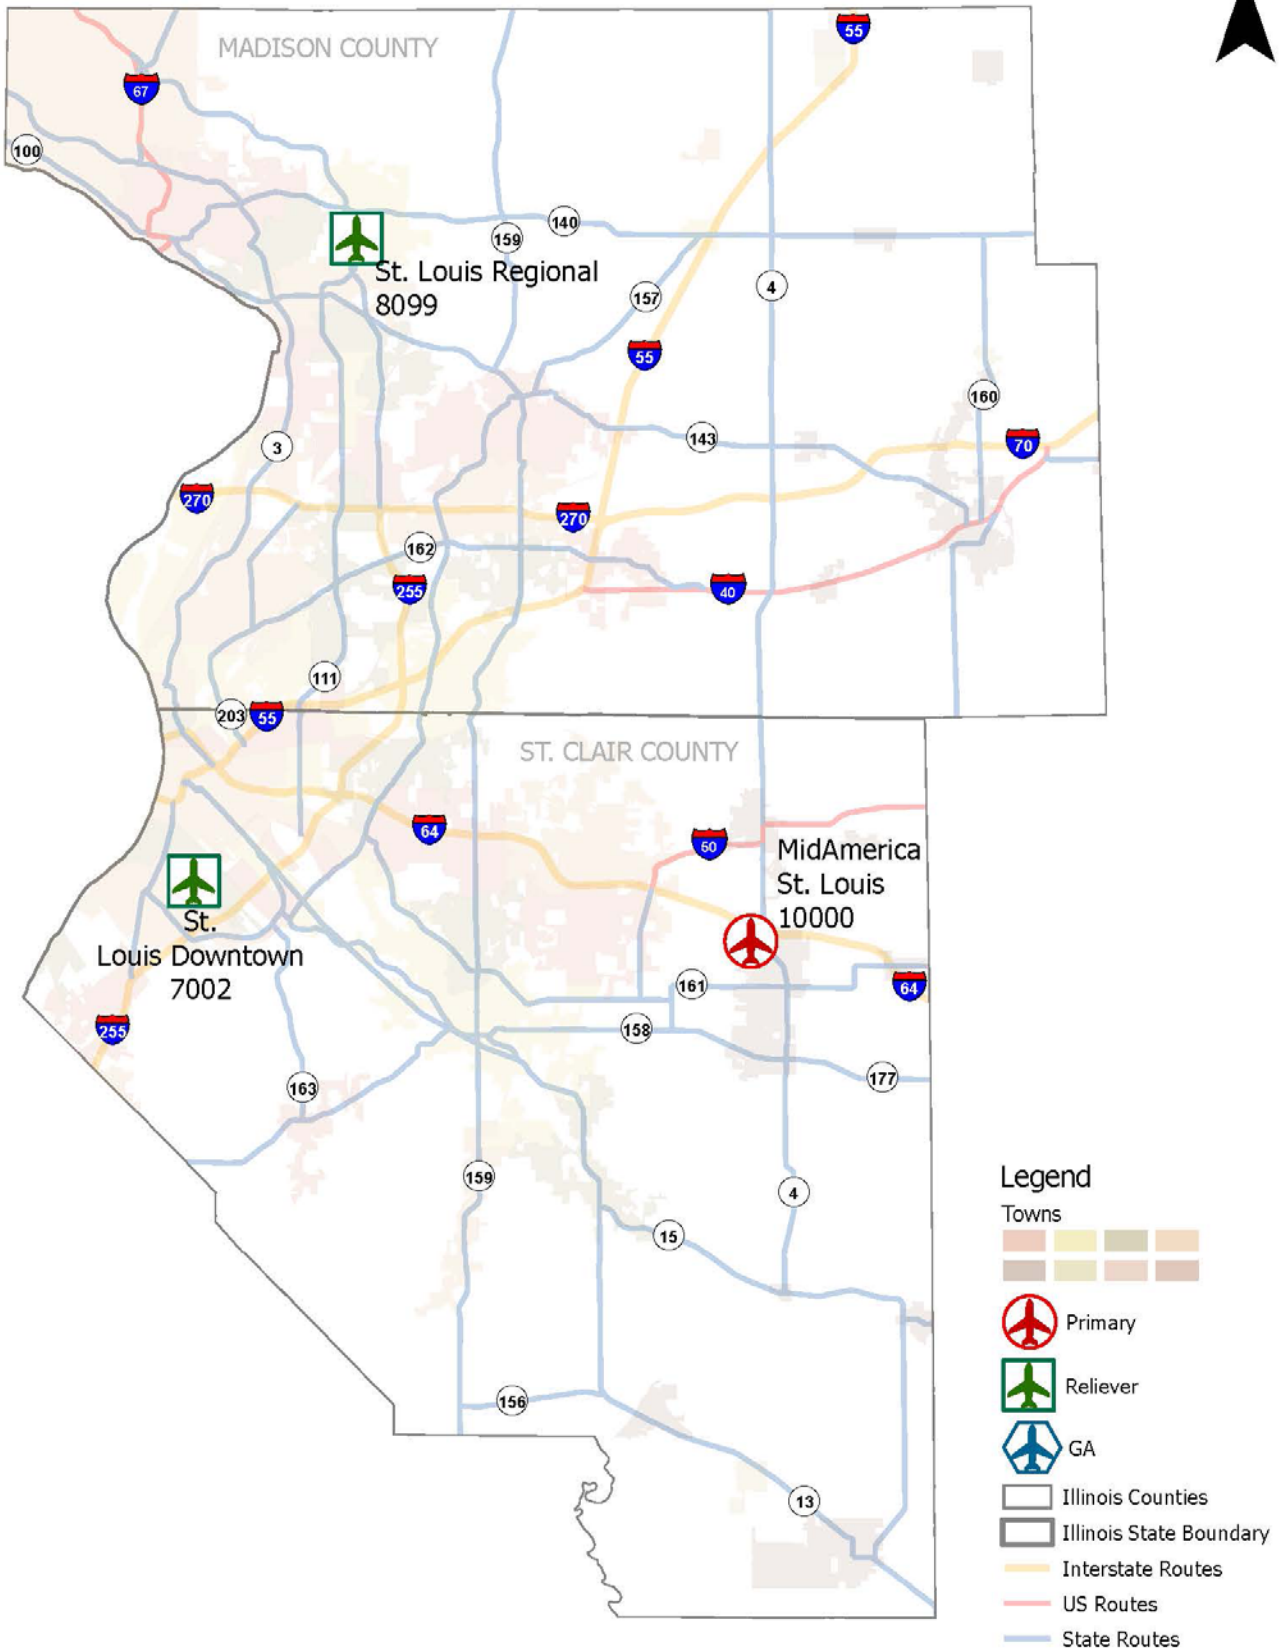 55
MADISON COUNTY
67
100
140
159
St. Louis Regional
8099
157
4
55
160
143
70
3
270
270
162
255
40
111
203
55
ST. CLAIR COUNTY
64
50
MidAmerica
St. Louis
10000
St.
Louis Downtown
7002
161
64
255
158
177
163
159
4
15
156
13
Legend
Towns
Primary
Reliever
GA
Illinois Counties
Illinois State Boundary
Interstate Routes
US Routes
State Routes